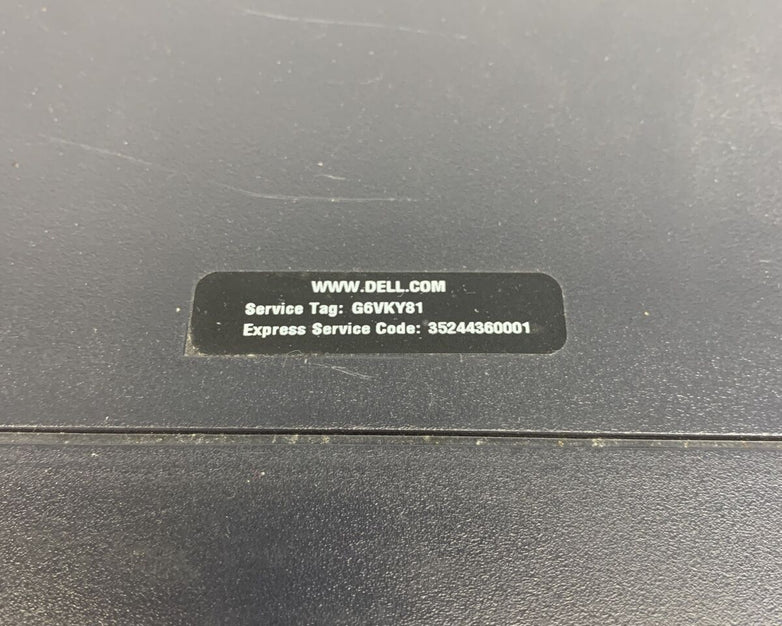 WWW.DELL.COM
Service Tag: G6VKY81
Express Service Code: 35244360001